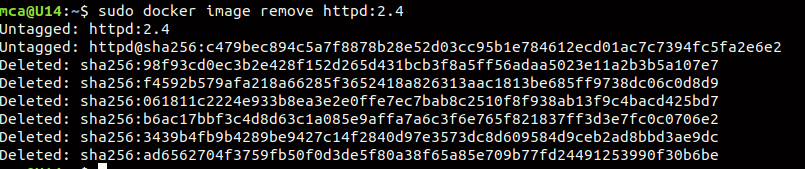 mca@U14:~$ sudo docker image remove httpd:2.4
Untagged: httpd:2.4
Untagged: httpd@sha256:c479bec894c5a7f8878b28e52d03cc95b1e784612ecd01ac7c7394fc5fa2e6e2
Deleted: sha256:98f93cd0ec3b2e428f152d265d431bcb3f8a5ff56adaa5023e11a2b3b5a107e7
Deleted: sha256:f4592b579afa218a66285f3652418a826313aac1813be685ff9738dc06c0d8d9
Deleted: sha256:061811c2224e933b8ea3e2e0ffe7ec7bab8c2510f8f938ab13f9c4bacd425bd7
Deleted: sha256:b6ac17bbf3c4d8d63c1a085e9affa7a6c3f6e765f821837ff3d3e7fc0c0706e2
Deleted: sha256:3439b4fb9b4289be9427c14f2840d97e3573dc8d609584d9ceb2ad8bbd3ae9dc
Deleted: sha256:ad6562704f3759fb50f0d3de5f80a38f65a85e709b77fd24491253990f30b6be